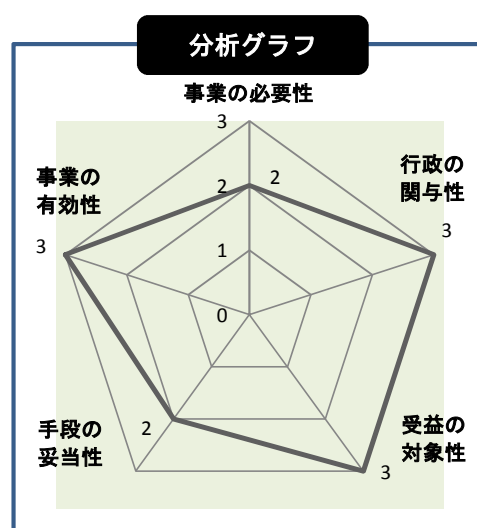 分析グラフ
事業の必要性
3
2
2
1
0
行政の
関与性
3
受益の
対象性
3
手段の
妥当性
2
事業の
有効性
3